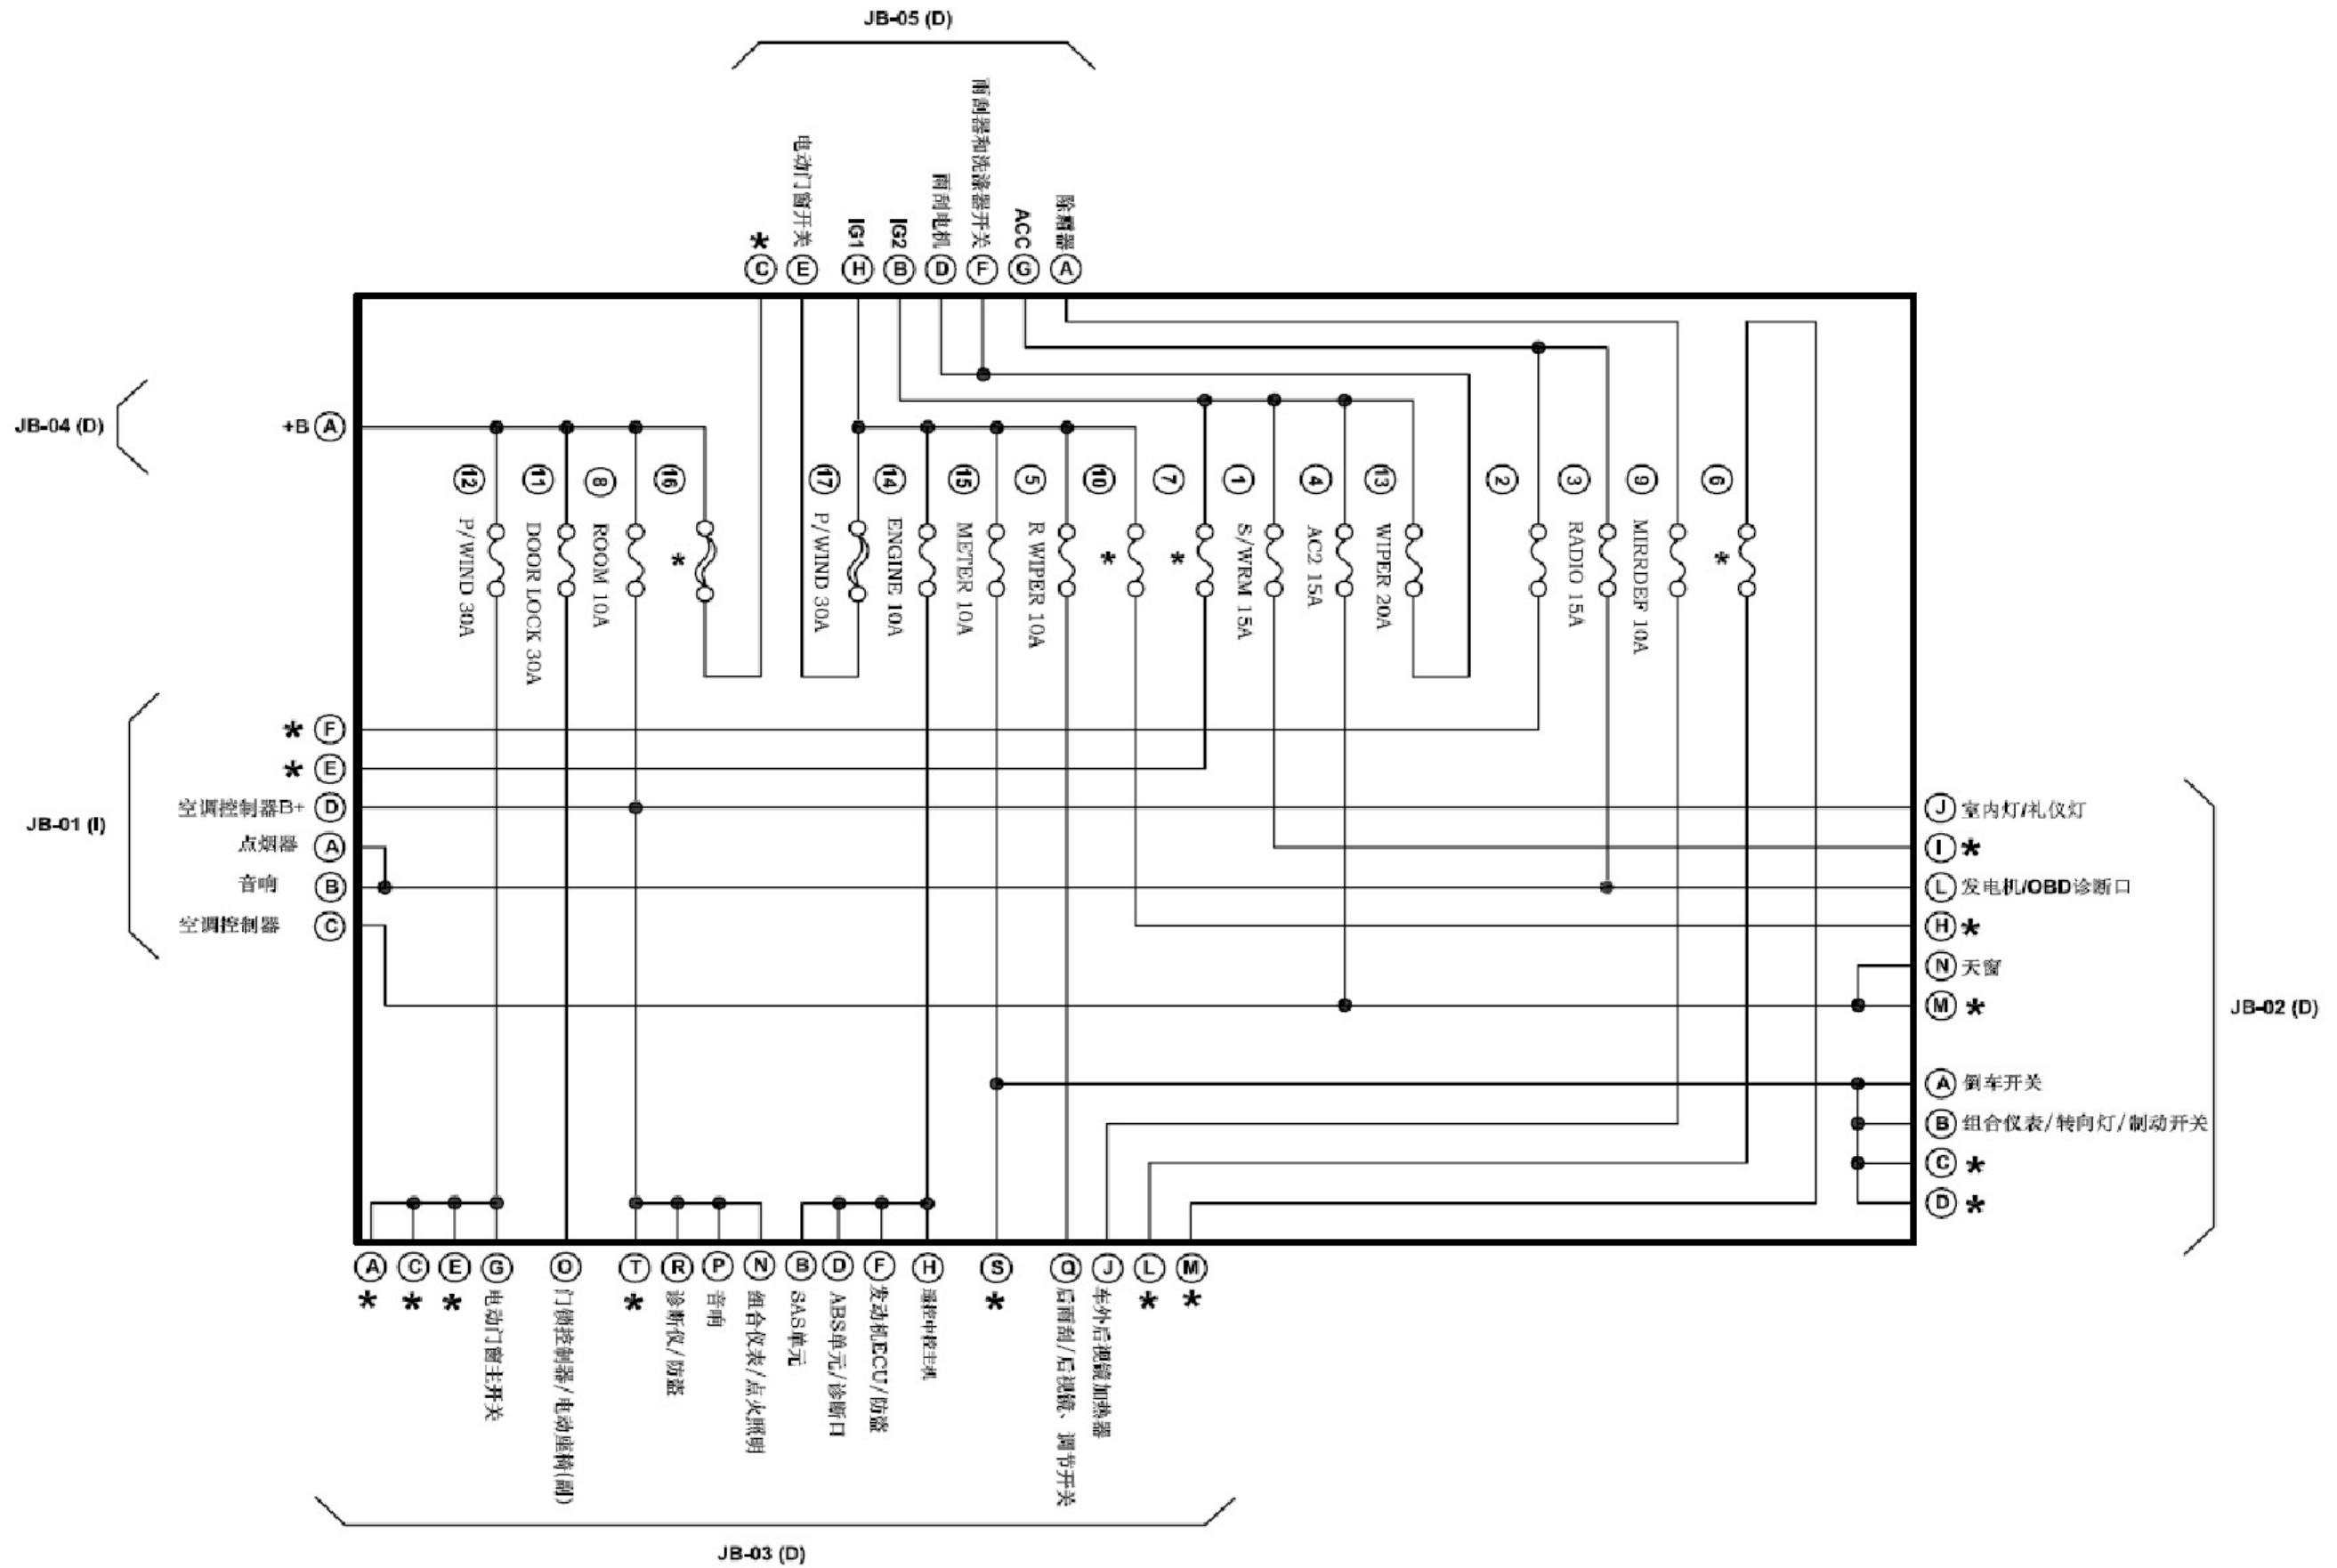 JB-05 (D)
* C
电动门窗开关 E
IG1 H
IG2 B
雨刮电机 D
雨刮器和洗涤器开关 F
ACC G
除霜器 A
JB-04 (D)
+B A
12 P/WIND 30A
11 DOOR LOCK 30A
8 ROOM 10A
16 *
17 P/WIND 30A
14 ENGINE 10A
15 METER 10A
5 R WIPER 10A
10 *
7 *
1 S/WRM 15A
4 AC2 15A
13 WIPER 20A
2
3 RADIO 15A
9 MIRRDEF 10A
6 *
JB-01 (I)
* F
* E
空调控制器B+ D
点烟器 A
音响 B
空调控制器 C
J 室内灯/礼仪灯
I *
L 发电机/OBD诊断口
H *
N 天窗
M *
A 倒车开关
B 组合仪表/转向灯/制动开关
C *
D *
JB-02 (D)
A *
C *
E *
G 电动门窗主开关
O 门锁控制器/电动座椅(副)
T *
R 诊断仪/防盗
P 音响
N 组合仪表/点火照明
B SAS单元
D ABS单元/诊断口
F 发动机ECU/防盗
H 遥控中控主机
S *
Q 后雨刮/后视镜、调节开关
J 车外后视镜加热器
L *
M *
JB-03 (D)